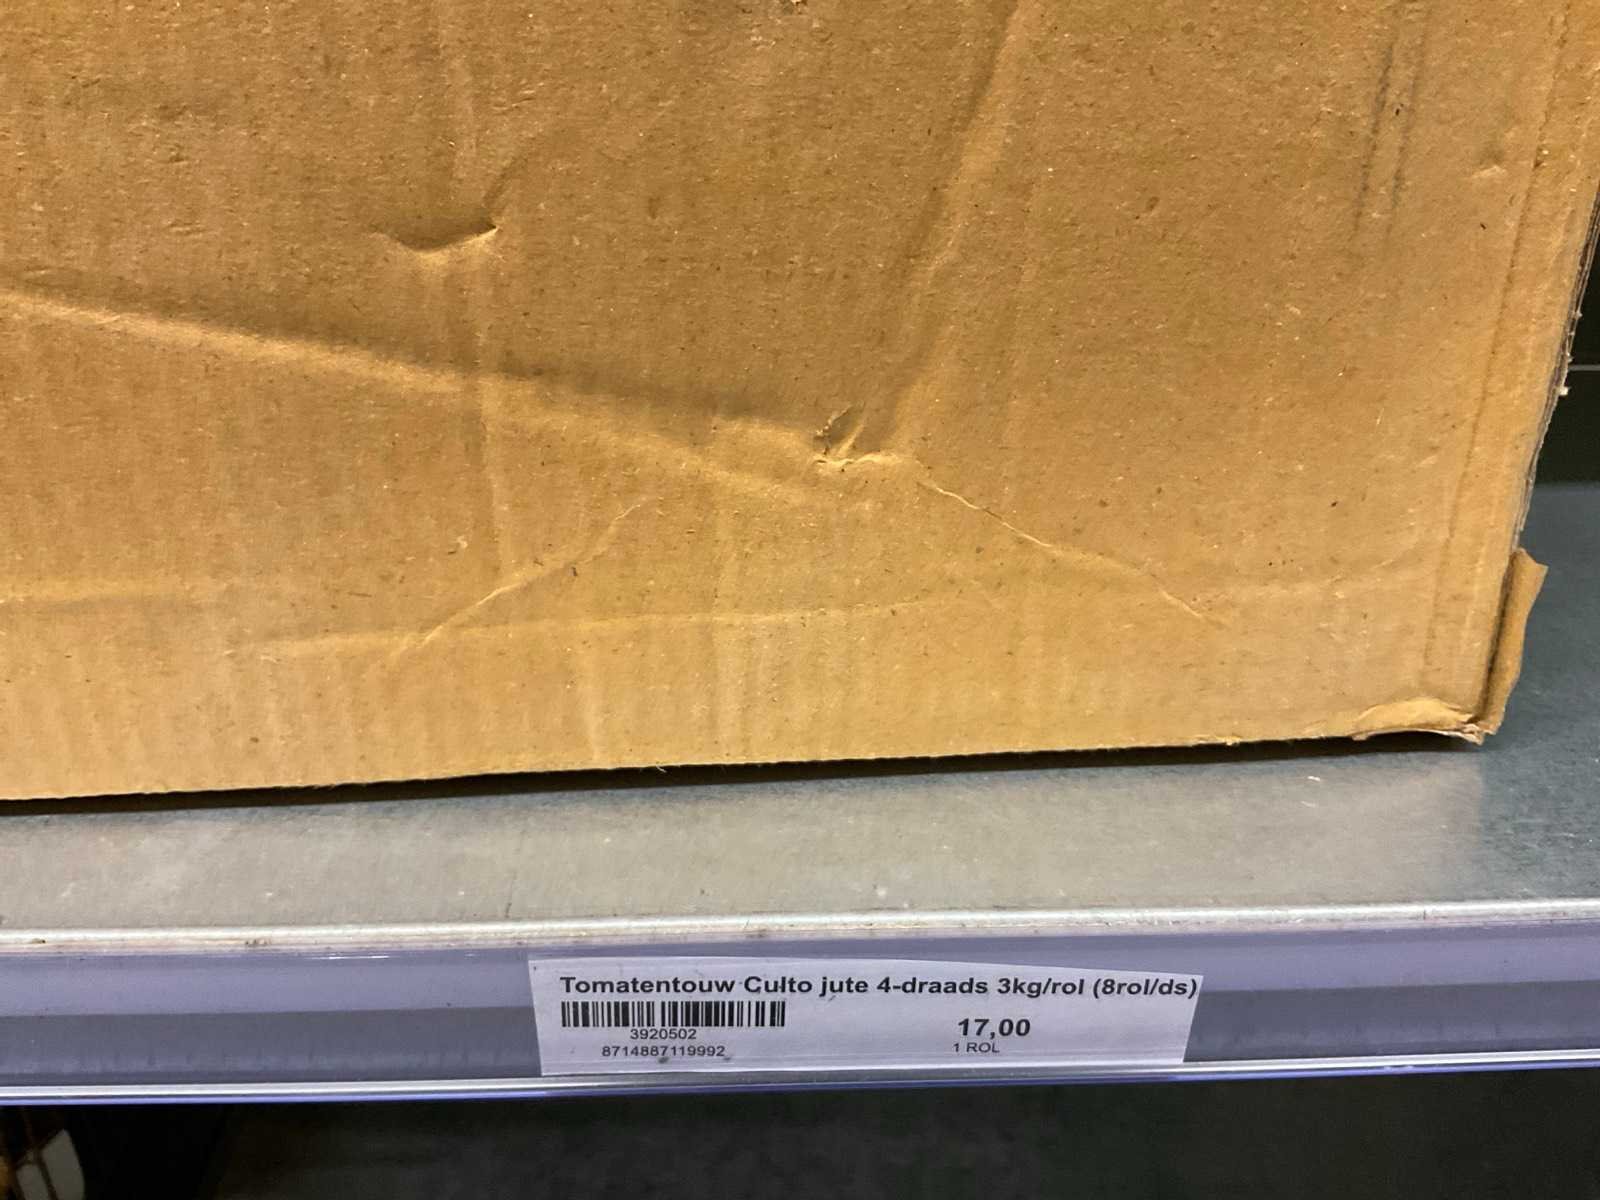 Tomatentouw Culto jute 4-draads 3kg/rol (8rol/ds)
3920502
8714887119992
17,00
1 ROL